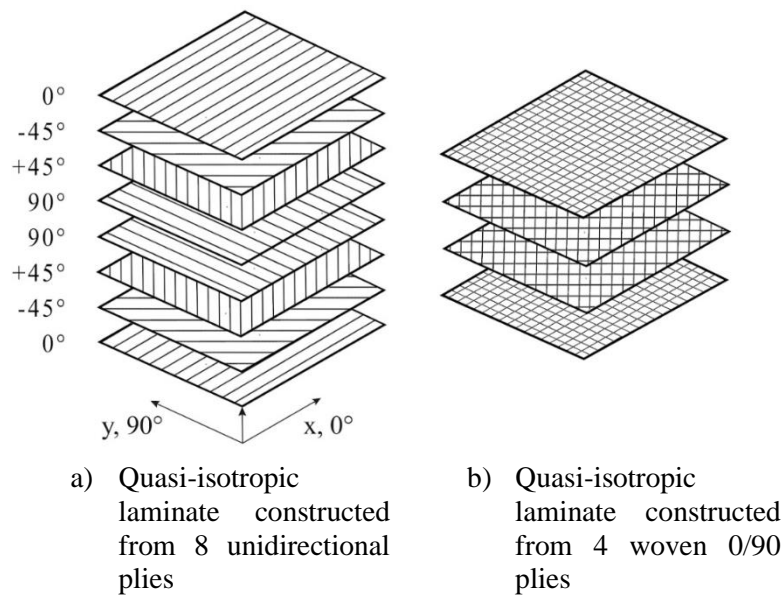 0°
-45°
+45°
90°
90°
+45°
-45°
0°
y, 90°
x, 0°
a) Quasi-isotropic
laminate constructed
from 8 unidirectional
plies
b) Quasi-isotropic
laminate constructed
from 4 woven 0/90
plies